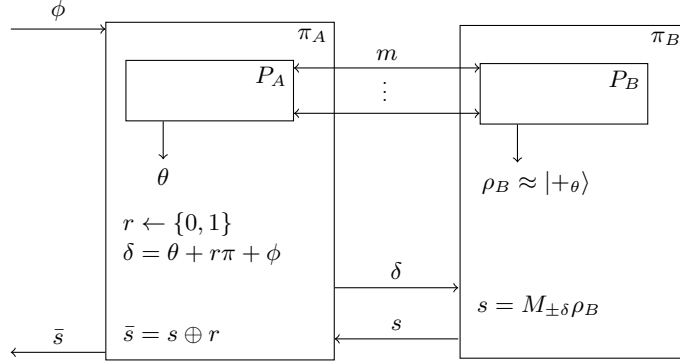 ϕ
π_A
π_B
P_A
m
⋮
P_B
θ
ρ_B ≈ |+_θ⟩
r ← {0, 1}
δ = θ + rπ + ϕ
δ
s = M_{±δ}ρ_B
s̄
s̄ = s ⊕ r
s